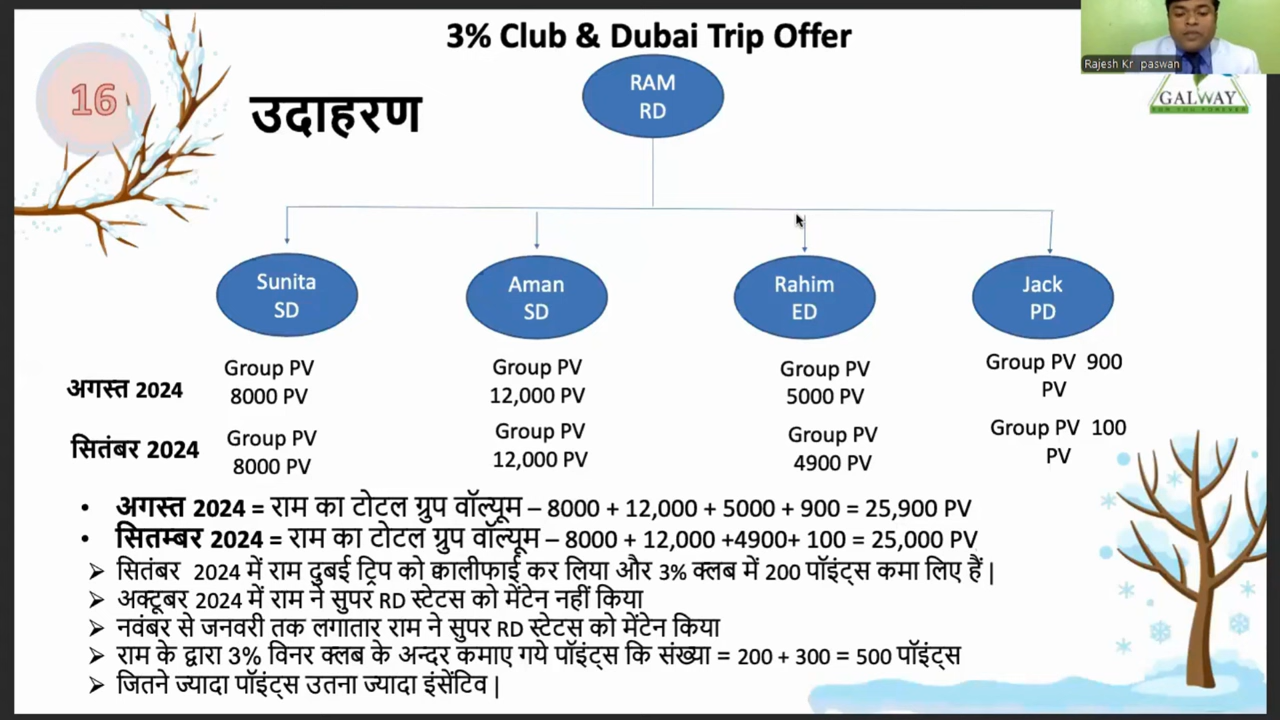 3% Club & Dubai Trip Offer
Rajesh Kr paswan
GALWAY
16
उदाहरण
RAM
RD
Sunita
SD
Aman
SD
Rahim
ED
Jack
PD
अगस्त 2024
Group PV
8000 PV
Group PV
12,000 PV
Group PV
5000 PV
Group PV 900
PV
सितंबर 2024
Group PV
8000 PV
Group PV
12,000 PV
Group PV
4900 PV
Group PV 100
PV
• अगस्त 2024 = राम का टोटल ग्रुप वॉल्यूम – 8000 + 12,000 + 5000 + 900 = 25,900 PV
• सितम्बर 2024 = राम का टोटल ग्रुप वॉल्यूम – 8000 + 12,000 +4900+ 100 = 25,000 PV
➢ सितंबर 2024 में राम दुबई ट्रिप को क्वालीफाई कर लिया और 3% क्लब में 200 पॉइंट्स कमा लिए हैं |
➢ अक्टूबर 2024 में राम ने सुपर RD स्टेटस को मेंटेन नहीं किया
➢ नवंबर से जनवरी तक लगातार राम ने सुपर RD स्टेटस को मेंटेन किया
➢ राम के द्वारा 3% विनर क्लब के अन्दर कमाए गये पॉइंट्स कि संख्या = 200 + 300 = 500 पॉइंट्स
➢ जितने ज्यादा पॉइंट्स उतना ज्यादा इंसेंटिव |